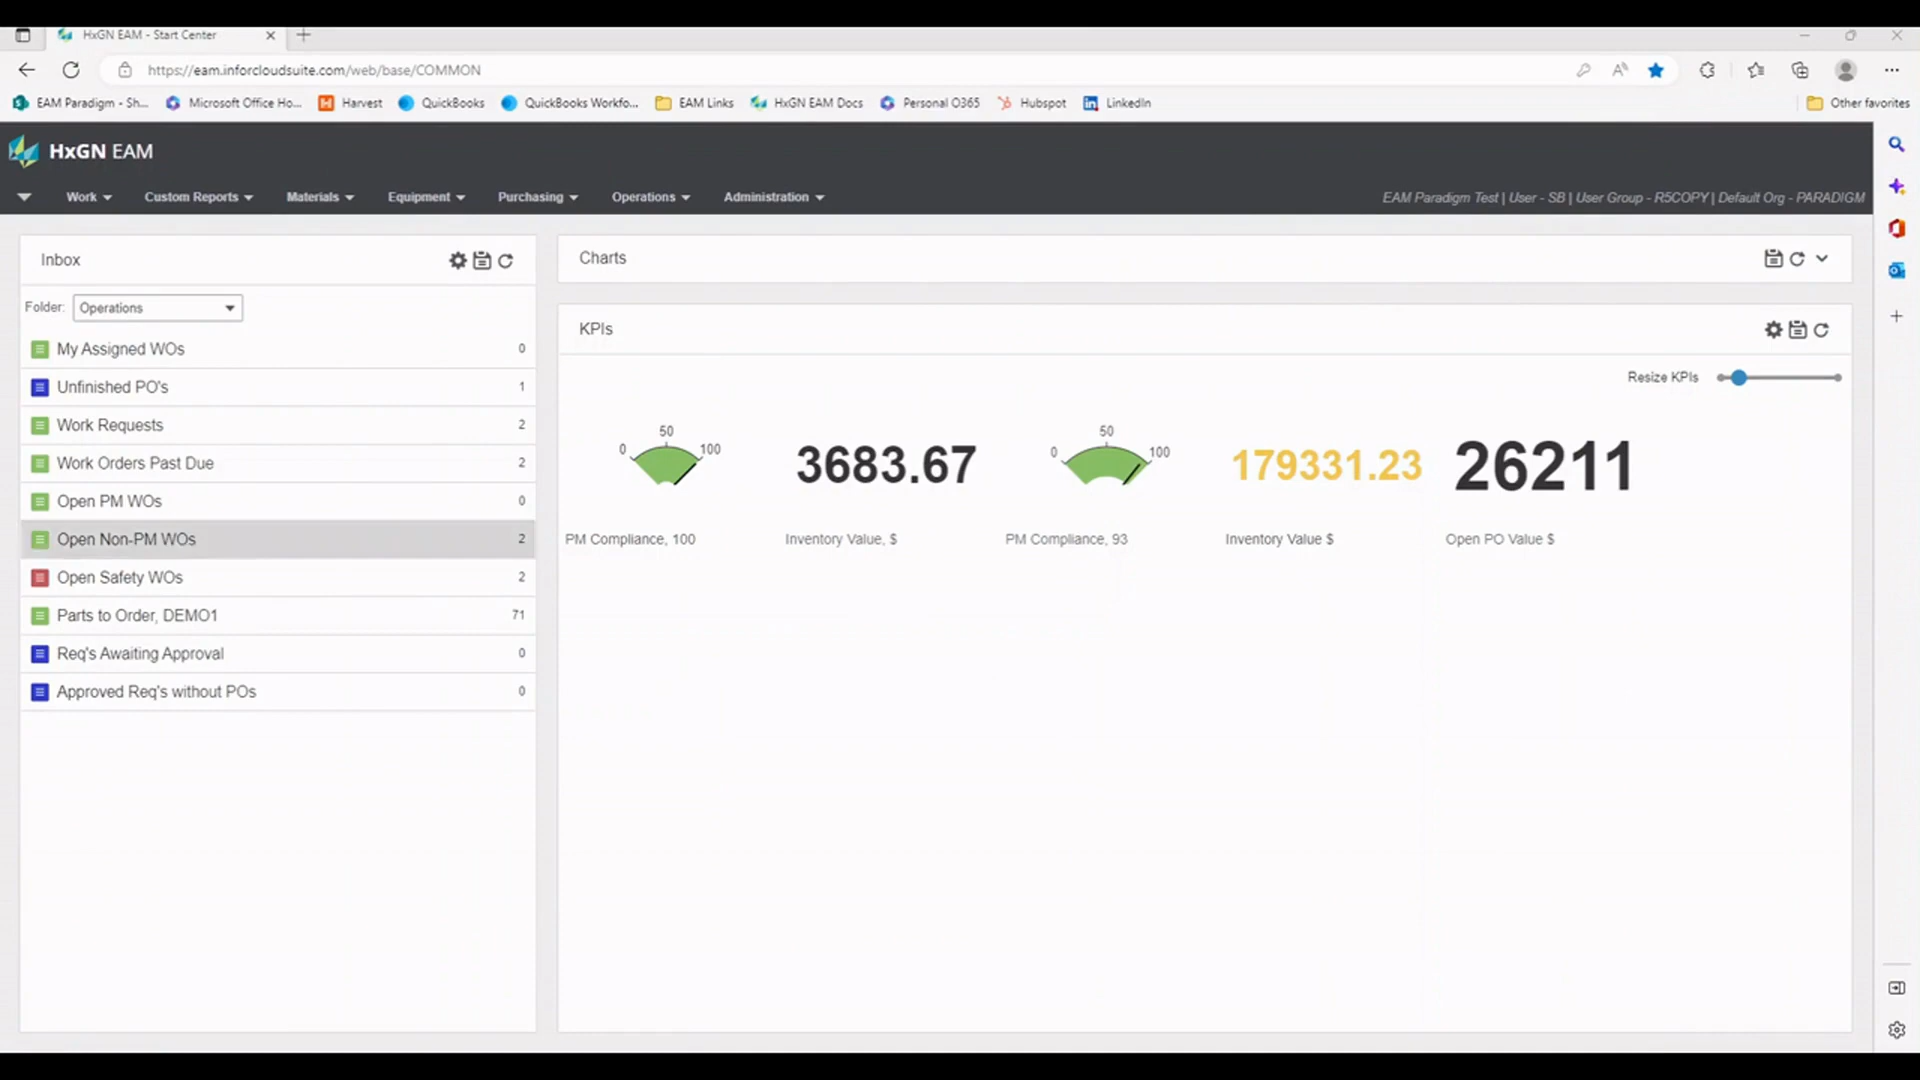 HxGN EAM - Start Center
https://eam.inforcloudsuite.com/web/base/COMMON
EAM Paradigm - Sh... Microsoft Office Ho... Harvest QuickBooks QuickBooks Workfo... EAM Links HxGN EAM Docs Personal O365 Hubspot LinkedIn Other favorites
HxGN EAM
Work Custom Reports Materials Equipment Purchasing Operations Administration EAM Paradigm Test | User - SB | User Group - R5COPY | Default Org - PARADIGM
Inbox
Folder: Operations
My Assigned WOs 0
Unfinished PO's 1
Work Requests 2
Work Orders Past Due 2
Open PM WOs 0
Open Non-PM WOs 2
Open Safety WOs 2
Parts to Order, DEMO1 71
Req's Awaiting Approval 0
Approved Req's without POs 0
Charts
KPIs
Resize KPIs
0 50 100
PM Compliance, 100
3683.67
Inventory Value, $
0 50 100
PM Compliance, 93
179331.23
Inventory Value $
26211
Open PO Value $